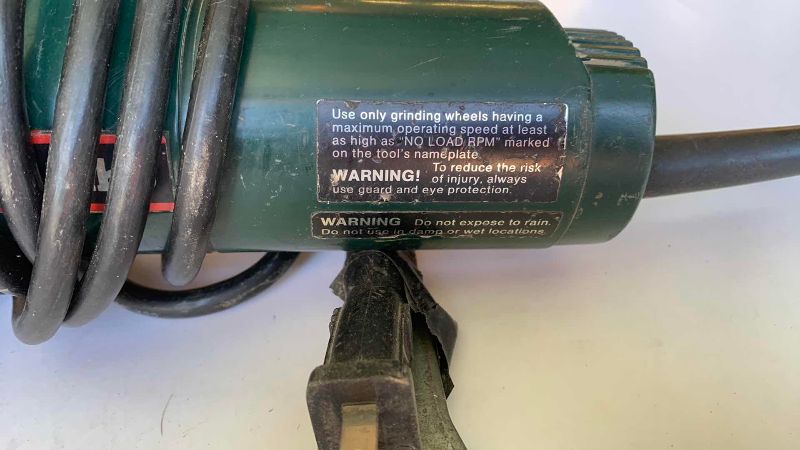 Use only grinding wheels having a
maximum operating speed at least
as high as "NO LOAD RPM" marked
on the tool's nameplate.
WARNING! To reduce the risk
of injury, always
use guard and eye protection.
WARNING Do not expose to rain.
Do not use in damp or wet locations.